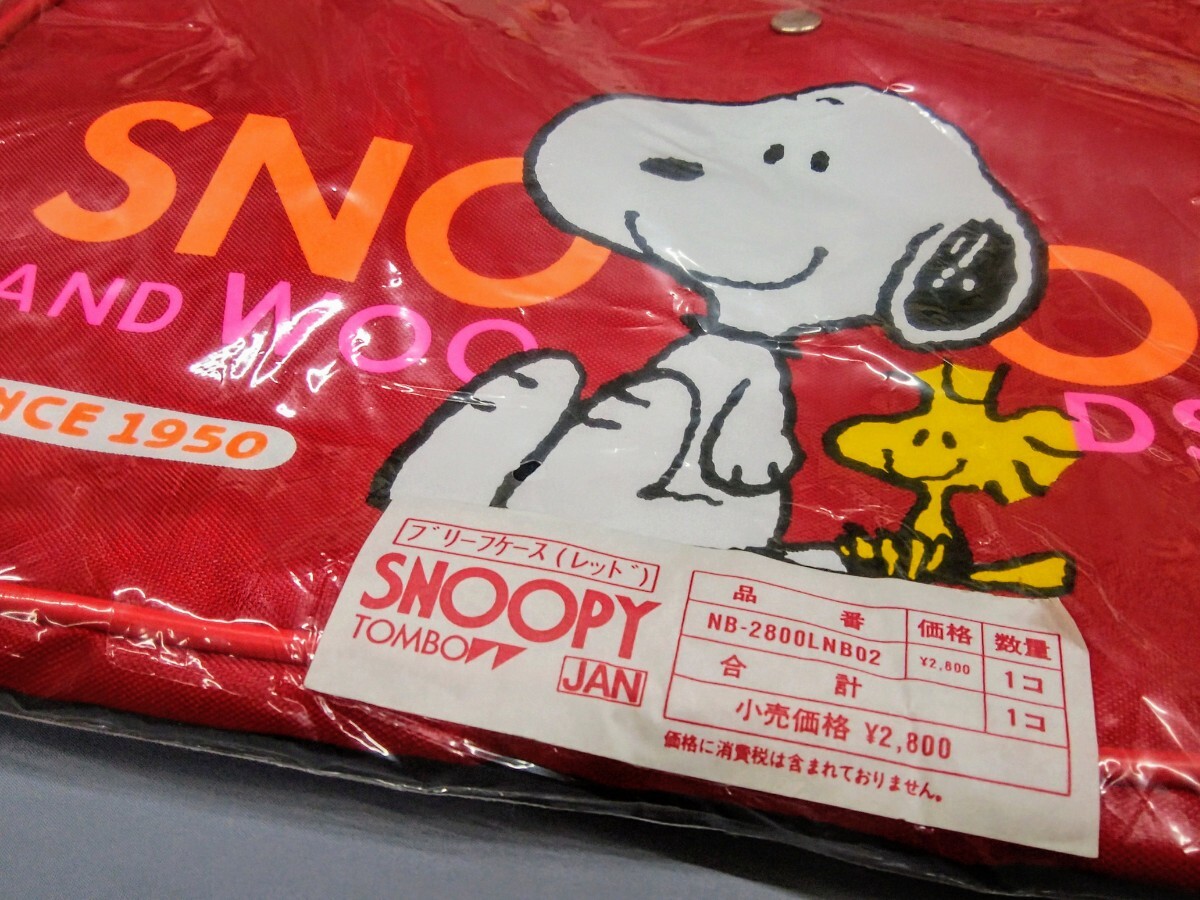 SNO O
AND WOO DS
NCE 1950
ブリーフケース(レッド)
SNOOPY
TOMBOW
JAN
品 番 価格 数量
NB-2800LNB02 ¥2,800 1コ
合 計 1コ
小売価格 ¥2,800
価格に消費税は含まれておりません。